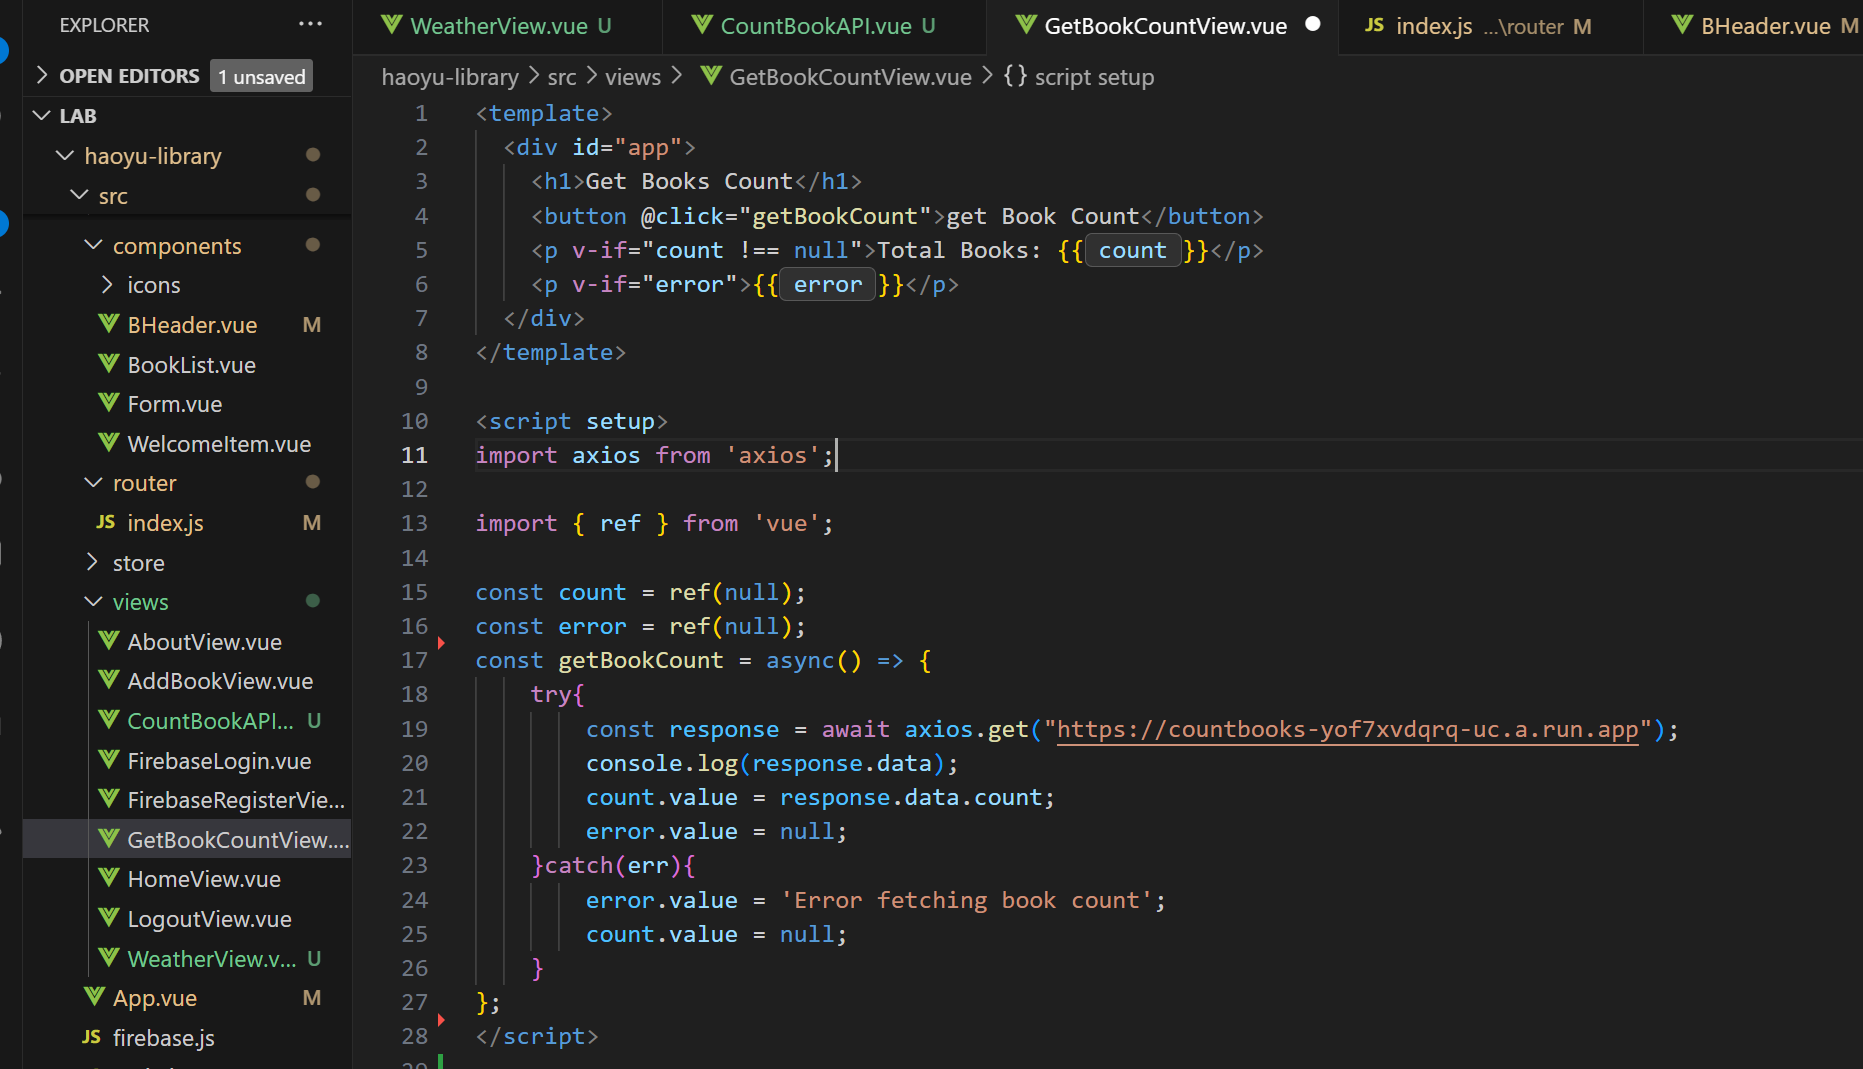 EXPLORER ...
OPEN EDITORS 1 unsaved
LAB
haoyu-library
src
components
icons
BHeader.vue M
BookList.vue
Form.vue
WelcomeItem.vue
router
JS index.js M
store
views
AboutView.vue
AddBookView.vue
CountBookAPI... U
FirebaseLogin.vue
FirebaseRegisterVie...
GetBookCountView....
HomeView.vue
LogoutView.vue
WeatherView.v... U
App.vue M
JS firebase.js
WeatherView.vue U
CountBookAPI.vue U
GetBookCountView.vue
JS index.js ...\router M
BHeader.vue M
haoyu-library > src > views > GetBookCountView.vue > {} script setup
1 <template>
2 <div id="app">
3 <h1>Get Books Count</h1>
4 <button @click="getBookCount">get Book Count</button>
5 <p v-if="count !== null">Total Books: {{ count }}</p>
6 <p v-if="error">{{ error }}</p>
7 </div>
8 </template>
9
10 <script setup>
11 import axios from 'axios';
12
13 import { ref } from 'vue';
14
15 const count = ref(null);
16 const error = ref(null);
17 const getBookCount = async() => {
18 try{
19 const response = await axios.get("https://countbooks-yof7xvdqrq-uc.a.run.app");
20 console.log(response.data);
21 count.value = response.data.count;
22 error.value = null;
23 }catch(err){
24 error.value = 'Error fetching book count';
25 count.value = null;
26 }
27 };
28 </script>